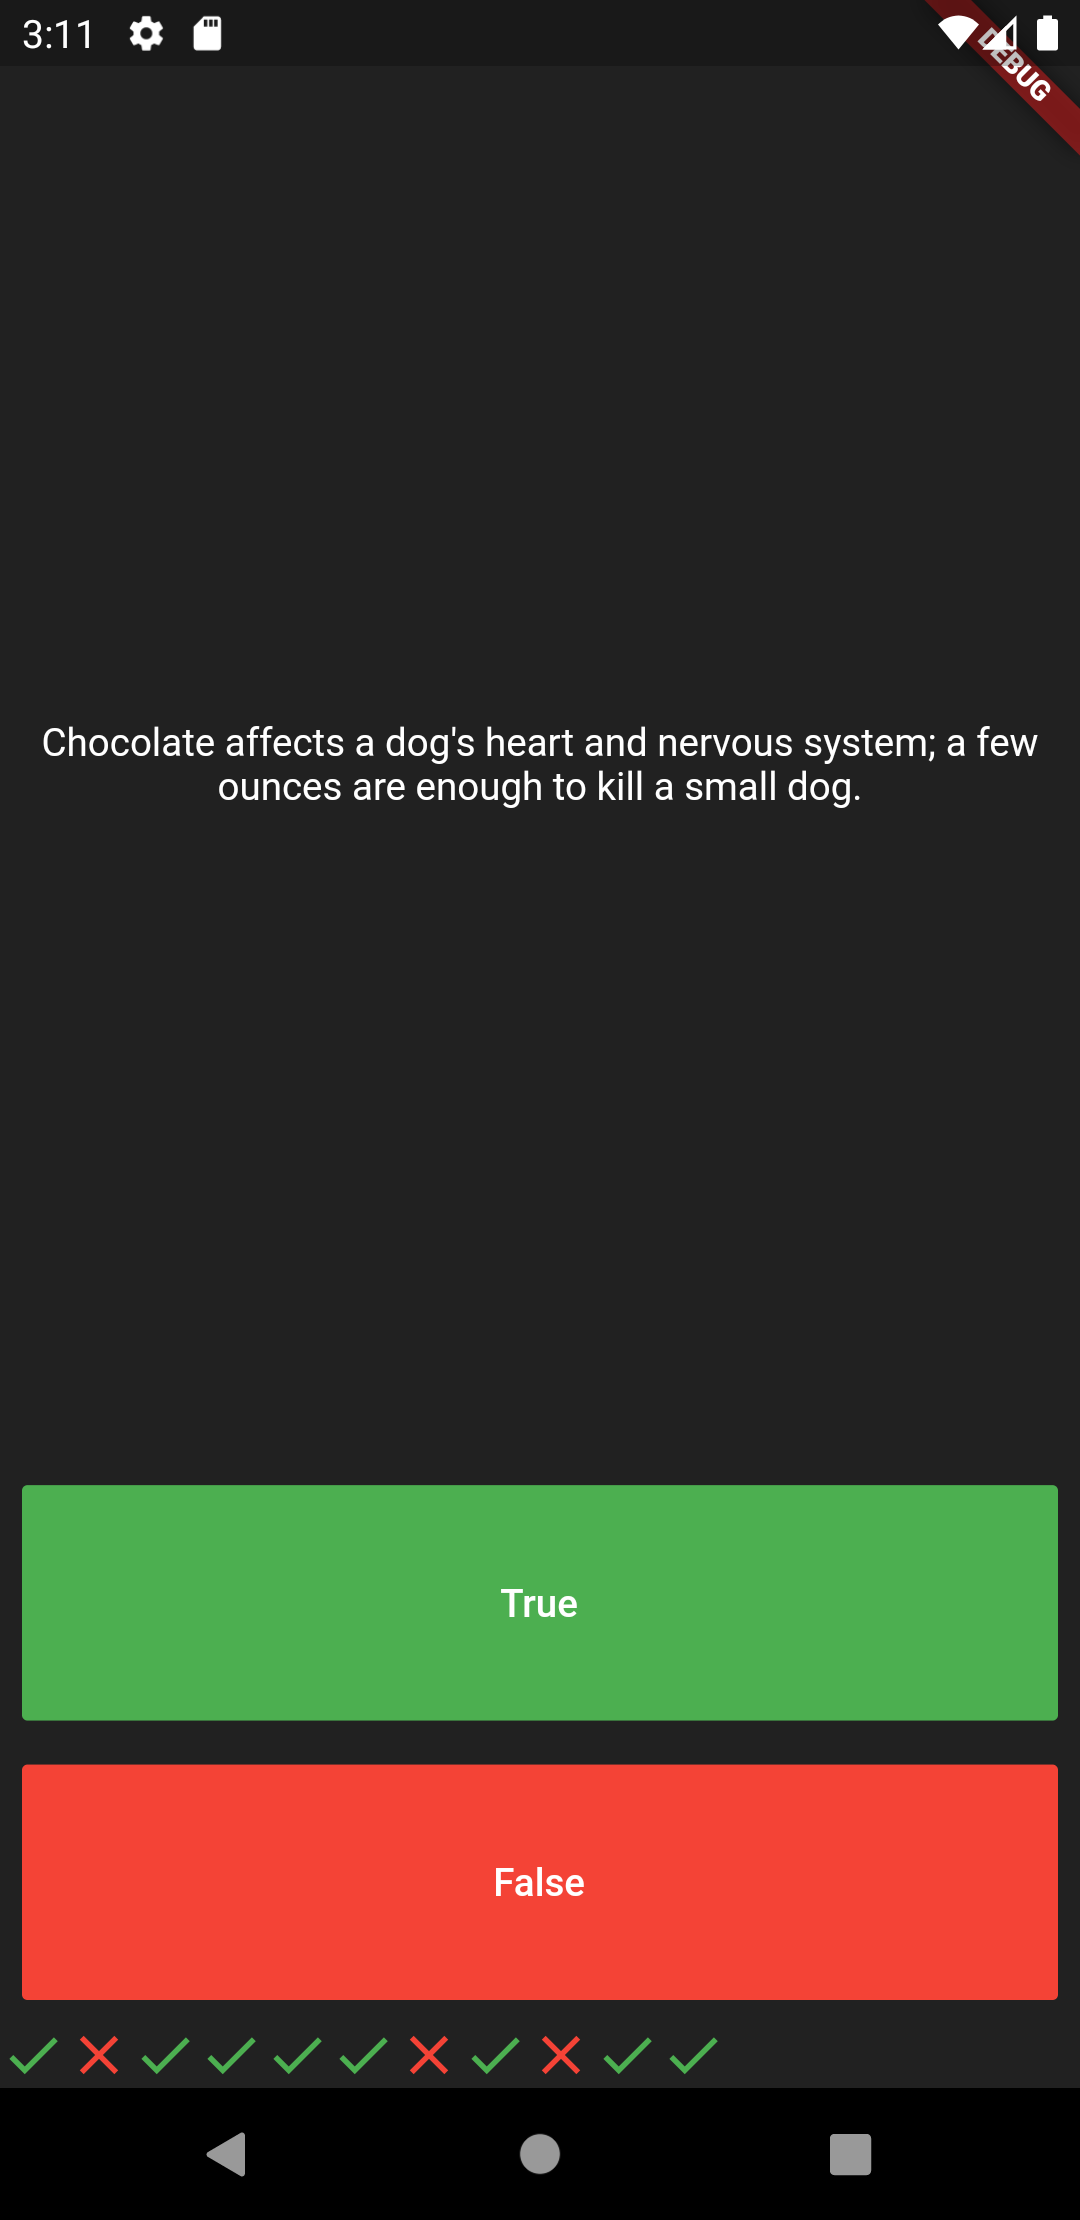 3:11
DEBUG
Chocolate affects a dog's heart and nervous system; a few
ounces are enough to kill a small dog.
True
False